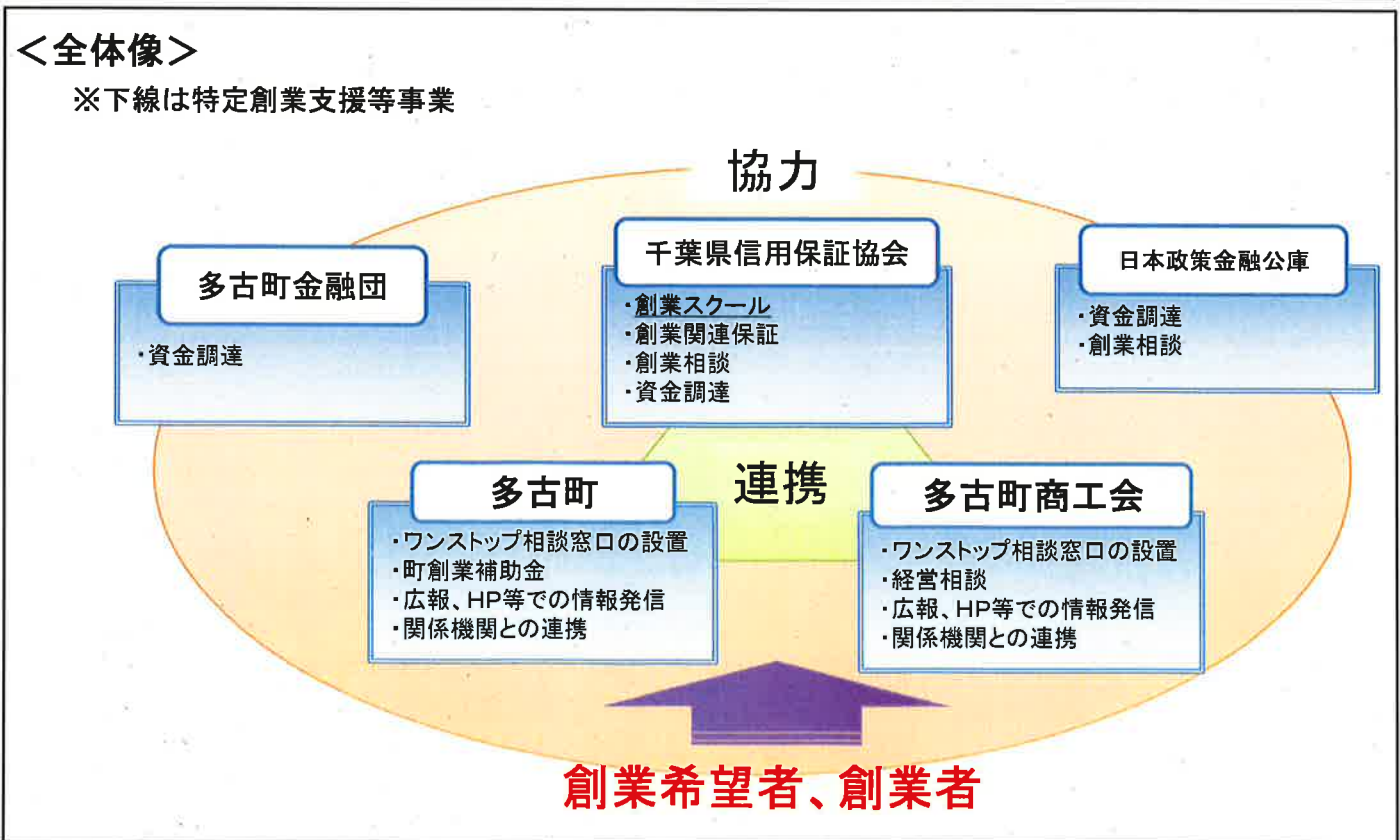 ＜全体像＞
※下線は特定創業支援等事業
協力
多古町金融団
・資金調達
千葉県信用保証協会
・創業スクール
・創業関連保証
・創業相談
・資金調達
日本政策金融公庫
・資金調達
・創業相談
連携
多古町
・ワンストップ相談窓口の設置
・町創業補助金
・広報、HP等での情報発信
・関係機関との連携
多古町商工会
・ワンストップ相談窓口の設置
・経営相談
・広報、HP等での情報発信
・関係機関との連携
創業希望者、創業者